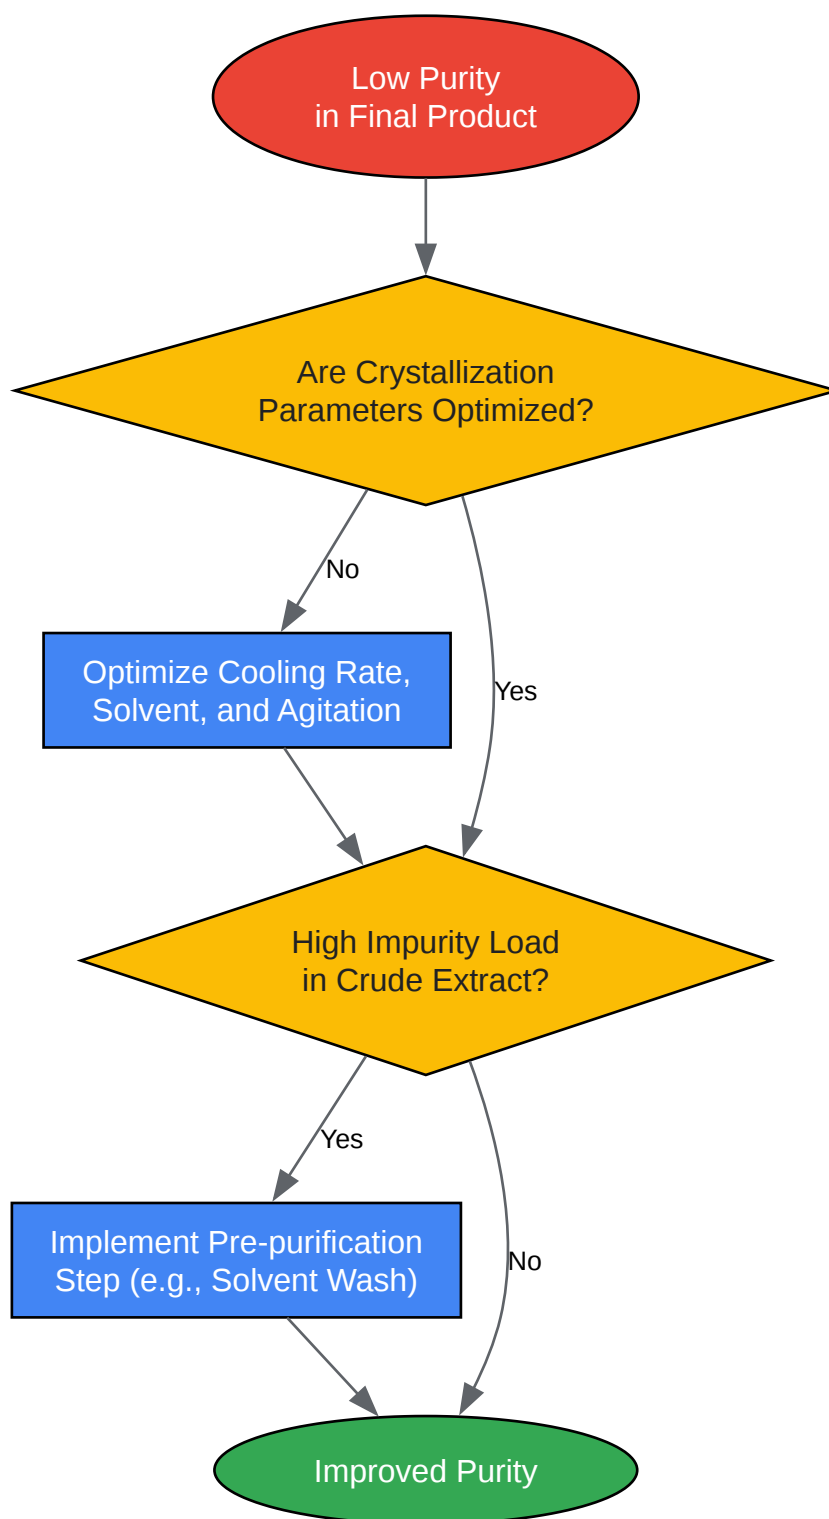 Low Purity
in Final Product
Are Crystallization
Parameters Optimized?
No
Optimize Cooling Rate,
Solvent, and Agitation
Yes
High Impurity Load
in Crude Extract?
Yes
Implement Pre-purification
Step (e.g., Solvent Wash)
No
Improved Purity